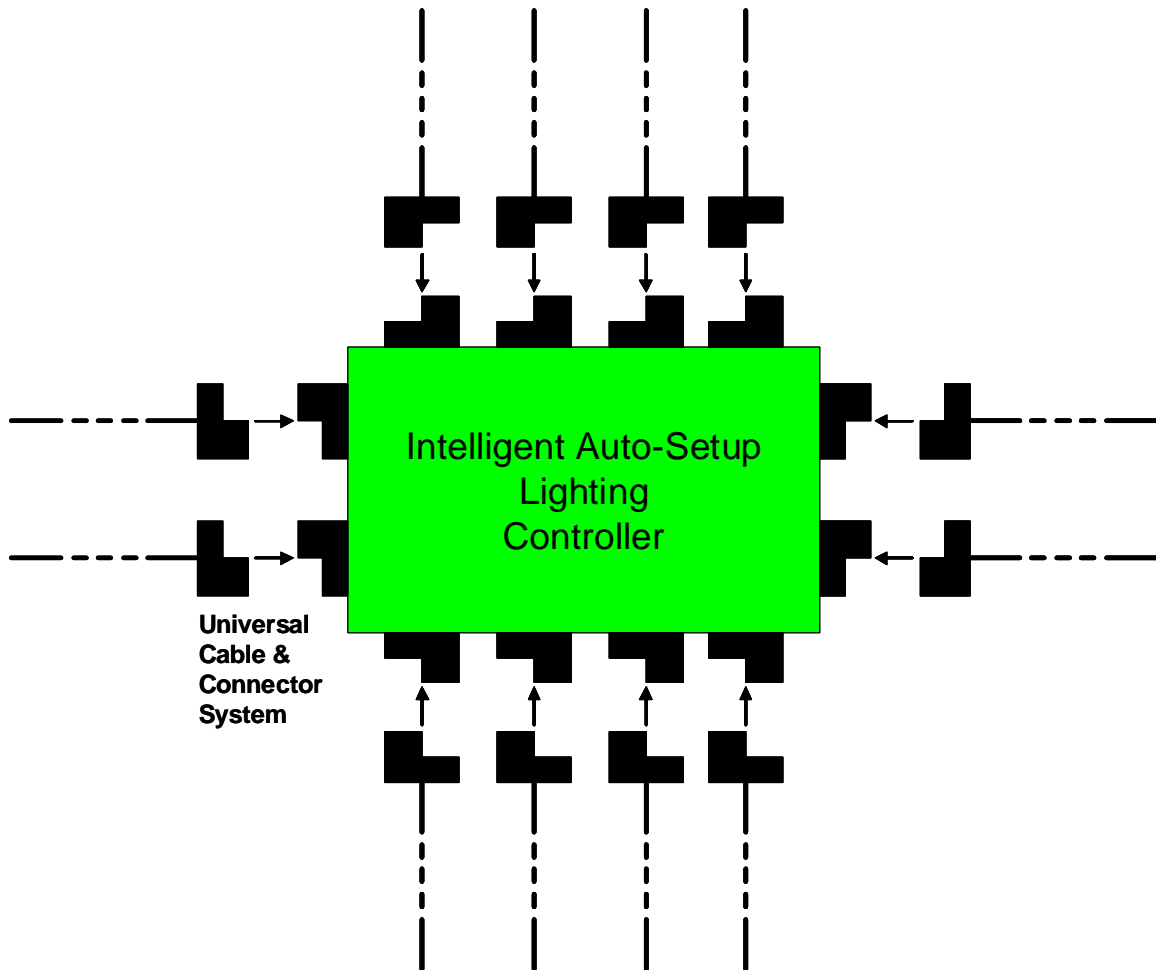 Intelligent Auto-Setup
Lighting
Controller
Universal
Cable &
Connector
System